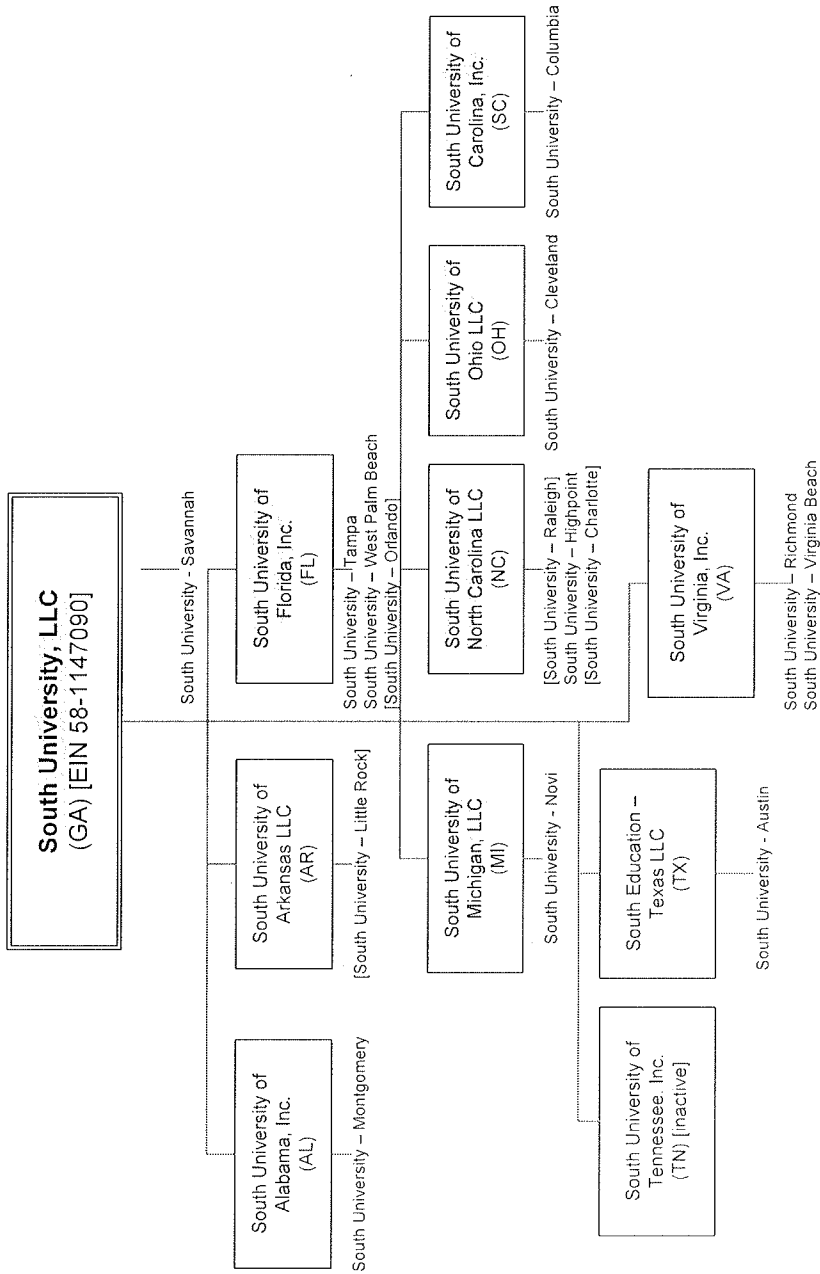 South University, LLC
(GA) [EIN 58-1147090]
South University - Savannah
South University of
Alabama, Inc.
(AL)
South University – Montgomery
South University of
Arkansas LLC
(AR)
[South University – Little Rock]
South University of
Florida, Inc.
(FL)
South University – Tampa
South University – West Palm Beach
[South University – Orlando]
South University of
Michigan, LLC
(MI)
South University - Novi
South University of
North Carolina LLC
(NC)
[South University – Raleigh]
South University – Highpoint
[South University – Charlotte]
South University of
Ohio LLC
(OH)
South University – Cleveland
South University of
Carolina, Inc.
(SC)
South University – Columbia
South University of
Tennessee, Inc.
(TN) [inactive]
South Education –
Texas LLC
(TX)
South University - Austin
South University of
Virginia, Inc.
(VA)
South University – Richmond
South University – Virginia Beach